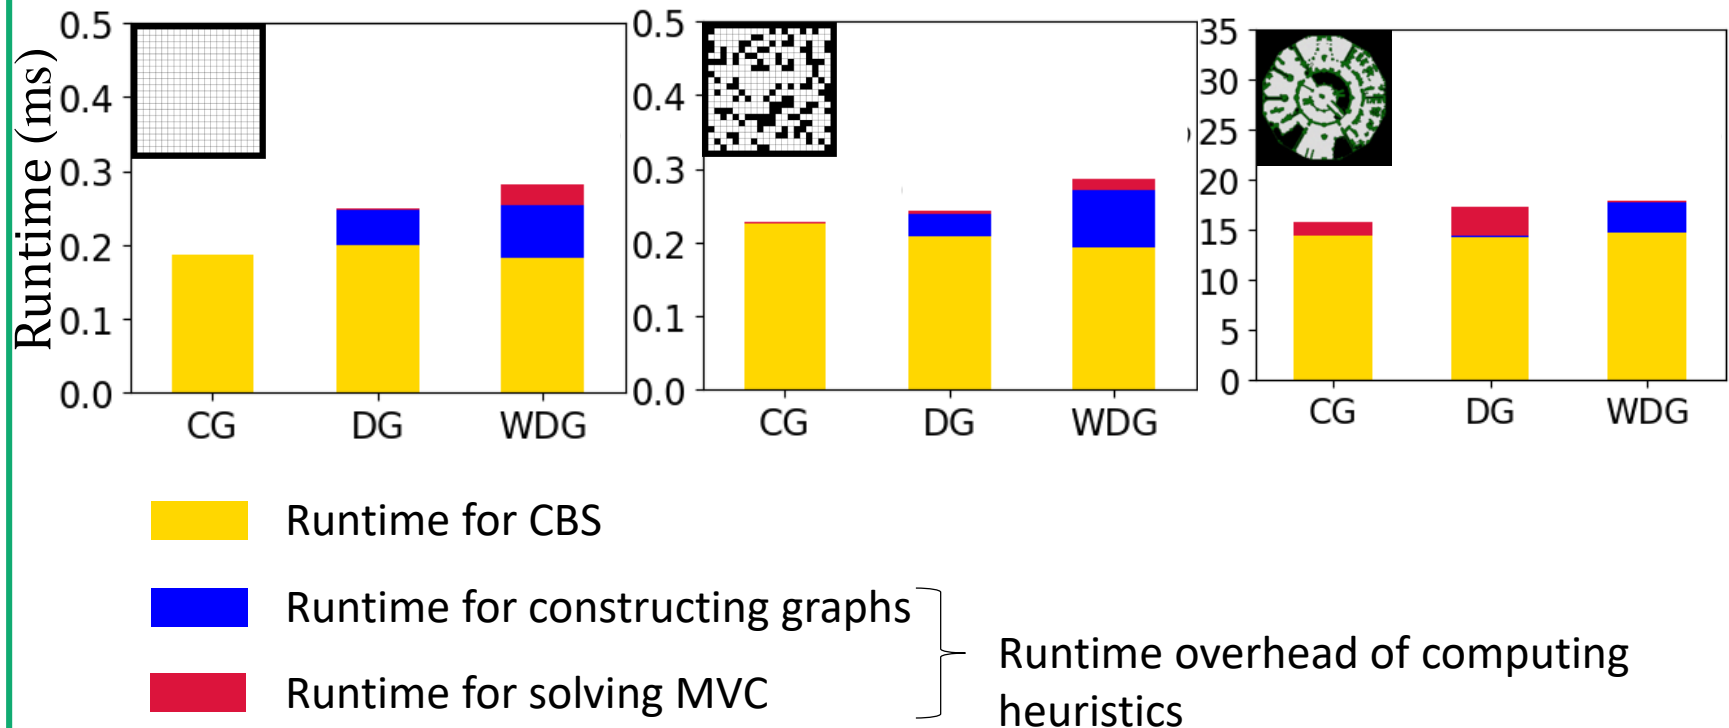 Runtime (ms)
0.5
0.4
0.3
0.2
0.1
0.0
CG DG WDG
0.5
0.4
0.3
0.2
0.1
0.0
CG DG WDG
35
30
25
20
15
10
5
0
CG DG WDG
Runtime for CBS
Runtime for constructing graphs
Runtime for solving MVC
Runtime overhead of computing
heuristics